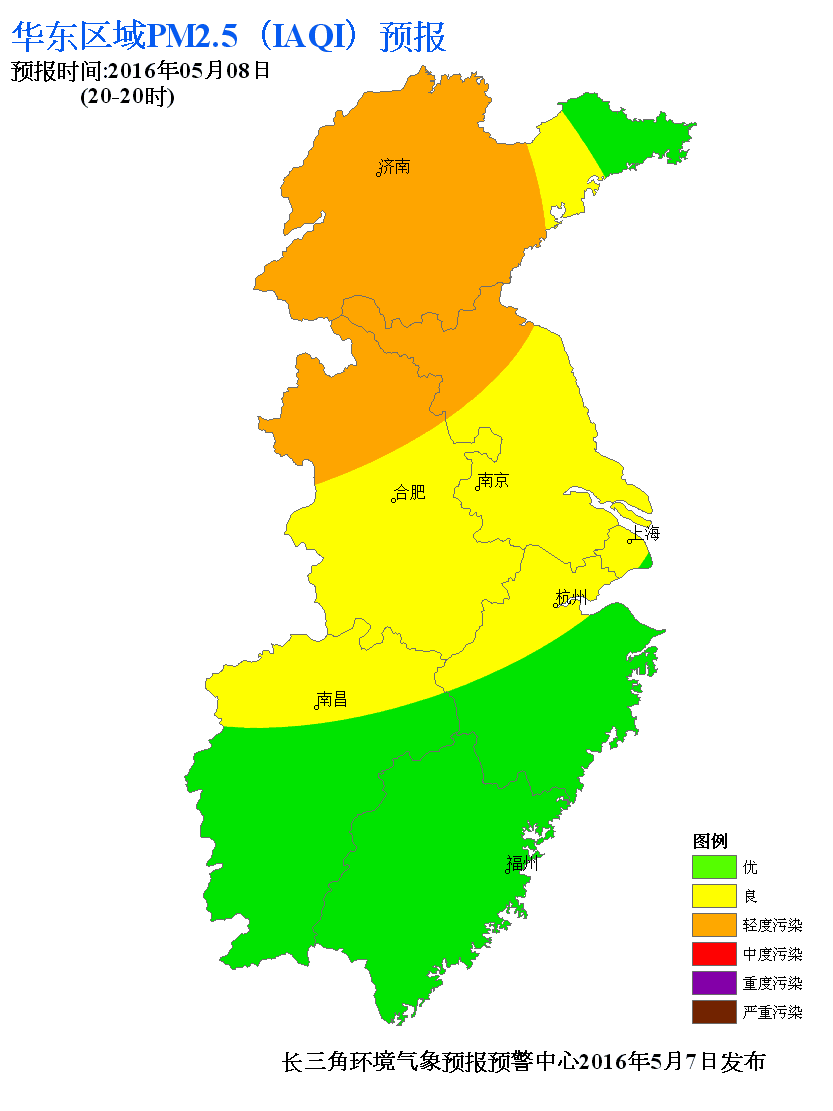 华东区域PM2.5（IAQI）预报
预报时间:2016年05月08日
(20-20时)
济南
合肥
南京
上海
杭州
南昌
福州
图例
优
良
轻度污染
中度污染
重度污染
严重污染
长三角环境气象预报预警中心2016年5月7日发布